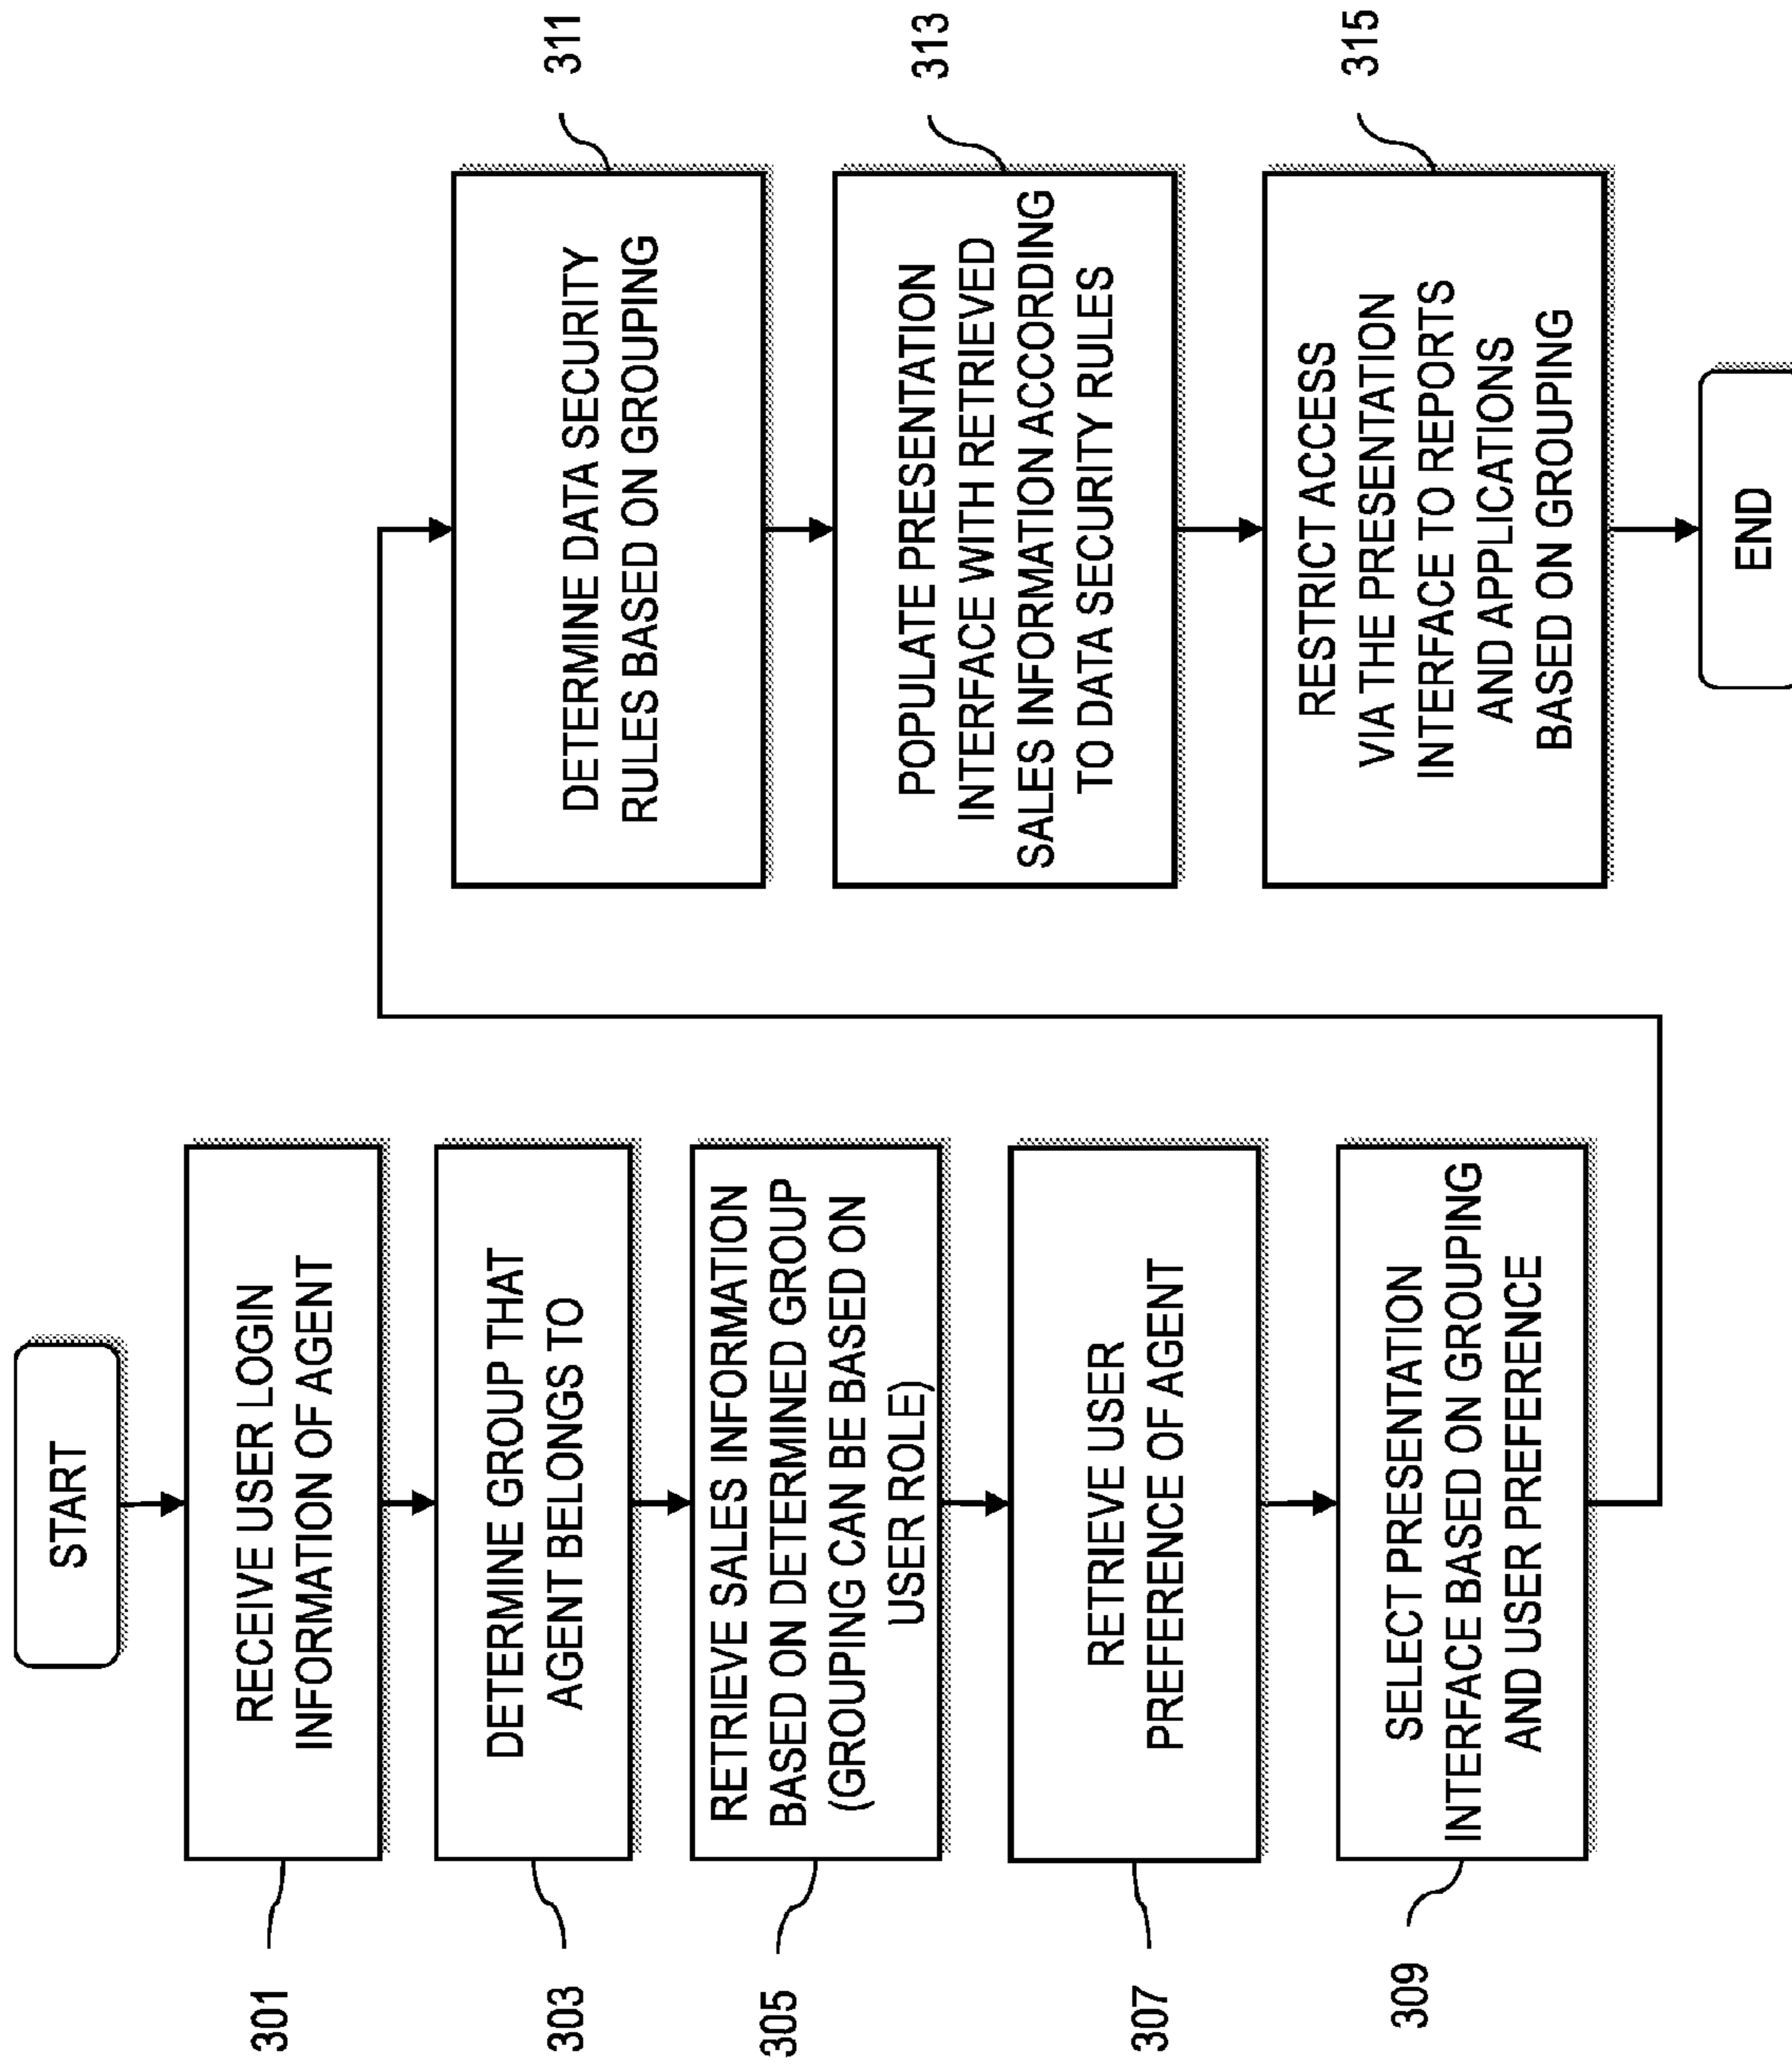 START
RECEIVE USER LOGIN
INFORMATION OF AGENT
301
DETERMINE GROUP THAT
AGENT BELONGS TO
303
RETRIEVE SALES INFORMATION
BASED ON DETERMINED GROUP
(GROUPING CAN BE BASED ON
USER ROLE)
305
RETRIEVE USER
PREFERENCE OF AGENT
307
SELECT PRESENTATION
INTERFACE BASED ON GROUPING
AND USER PREFERENCE
309
DETERMINE DATA SECURITY
RULES BASED ON GROUPING
311
POPULATE PRESENTATION
INTERFACE WITH RETRIEVED
SALES INFORMATION ACCORDING
TO DATA SECURITY RULES
313
RESTRICT ACCESS
VIA THE PRESENTATION
INTERFACE TO REPORTS
AND APPLICATIONS
BASED ON GROUPING
315
END